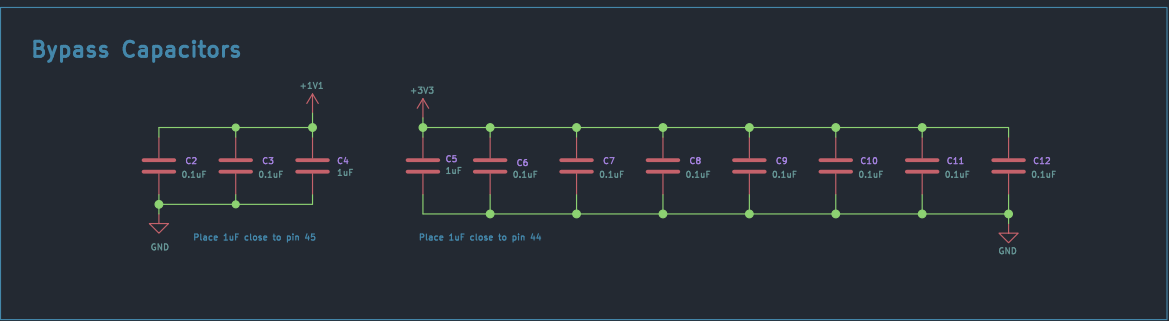 Bypass Capacitors
+1V1
+3V3
C2
0.1uF
C3
0.1uF
C4
1uF
C5
1uF
C6
0.1uF
C7
0.1uF
C8
0.1uF
C9
0.1uF
C10
0.1uF
C11
0.1uF
C12
0.1uF
GND
Place 1uF close to pin 45
Place 1uF close to pin 44
GND